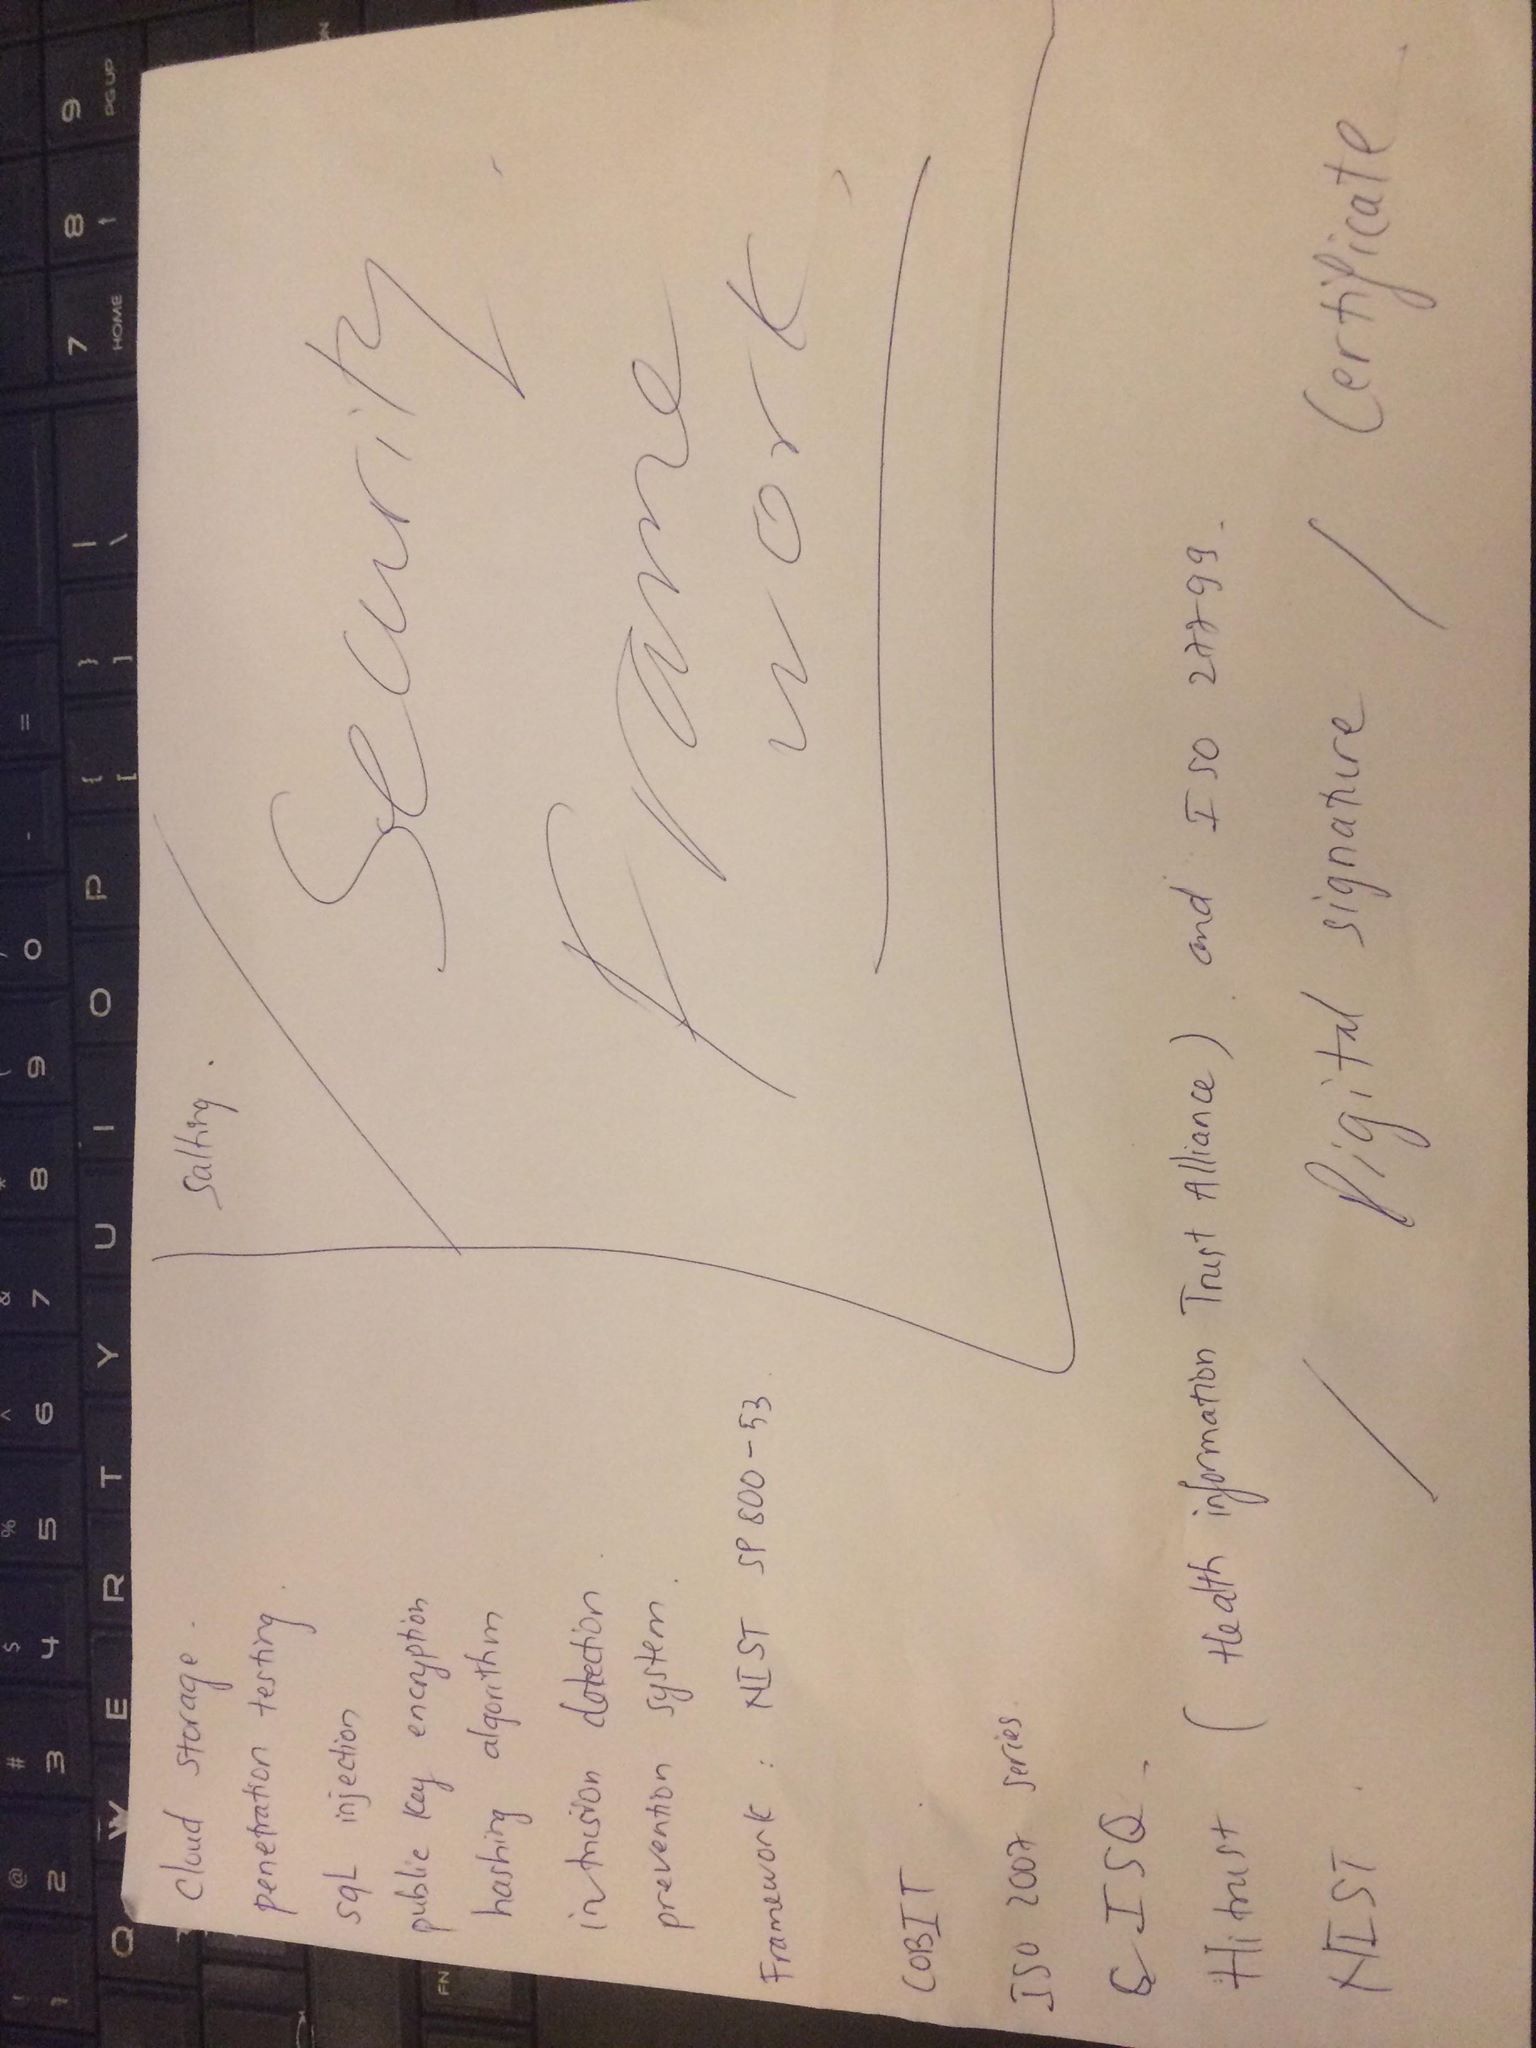 Cloud storage.
penetration testing
sqL injection
public key encryption
hashing algorithm
intrusion detection
prevention system.
Framework : NIST SP 800-53
COBIT
ISO 2007 series
& ISQ.
Hitrust (Health information Trust Alliance) and ISO 27799.
NIST. / Digital signature / Certificate
salting.
Security
Frame
work
9 PGUP
8
7 HOME
| \
} ]
{ [
=
-
0
9
* 8
& 7
^ 6
% 5
$ 4
# 3
@ 2
! 1
Q W E R T Y U I O P
FN